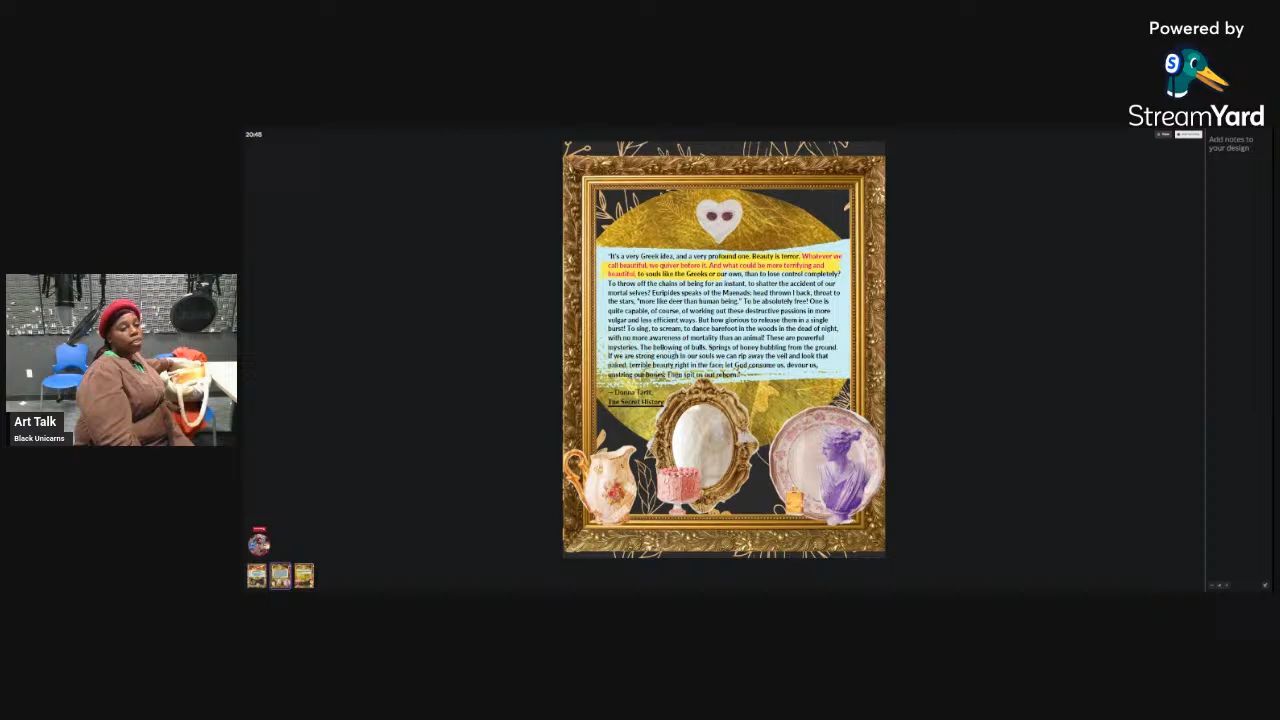 Powered by
StreamYard
20:45
Add notes to
your design
"It's a very Greek idea, and a very profound one. Beauty is terror. Whatever we
call beautiful, we quiver before it. And what could be more terrifying and
beautiful, to souls like the Greeks or our own, than to lose control completely?
To throw off the chains of being for an instant, to shatter the accident of our
mortal selves? Euripides speaks of the Maenads: head thrown I back, throat to
the stars, "more like deer than human being." To be absolutely free! One is
quite capable, of course, of working out these destructive passions in more
vulgar and less efficient ways. But how glorious to release them in a single
burst! To sing, to scream, to dance barefoot in the woods in the dead of night,
with no more awareness of mortality than an animal! These are powerful
mysteries. The bellowing of bulls. Springs of honey bubbling from the ground.
If we are strong enough in our souls we can rip away the veil and look that
naked, terrible beauty right in the face; let God consume us, devour us,
unstring our bones. Then spit us out reborn."
― Donna Tartt,
The Secret History
Art Talk
Black Unicarns